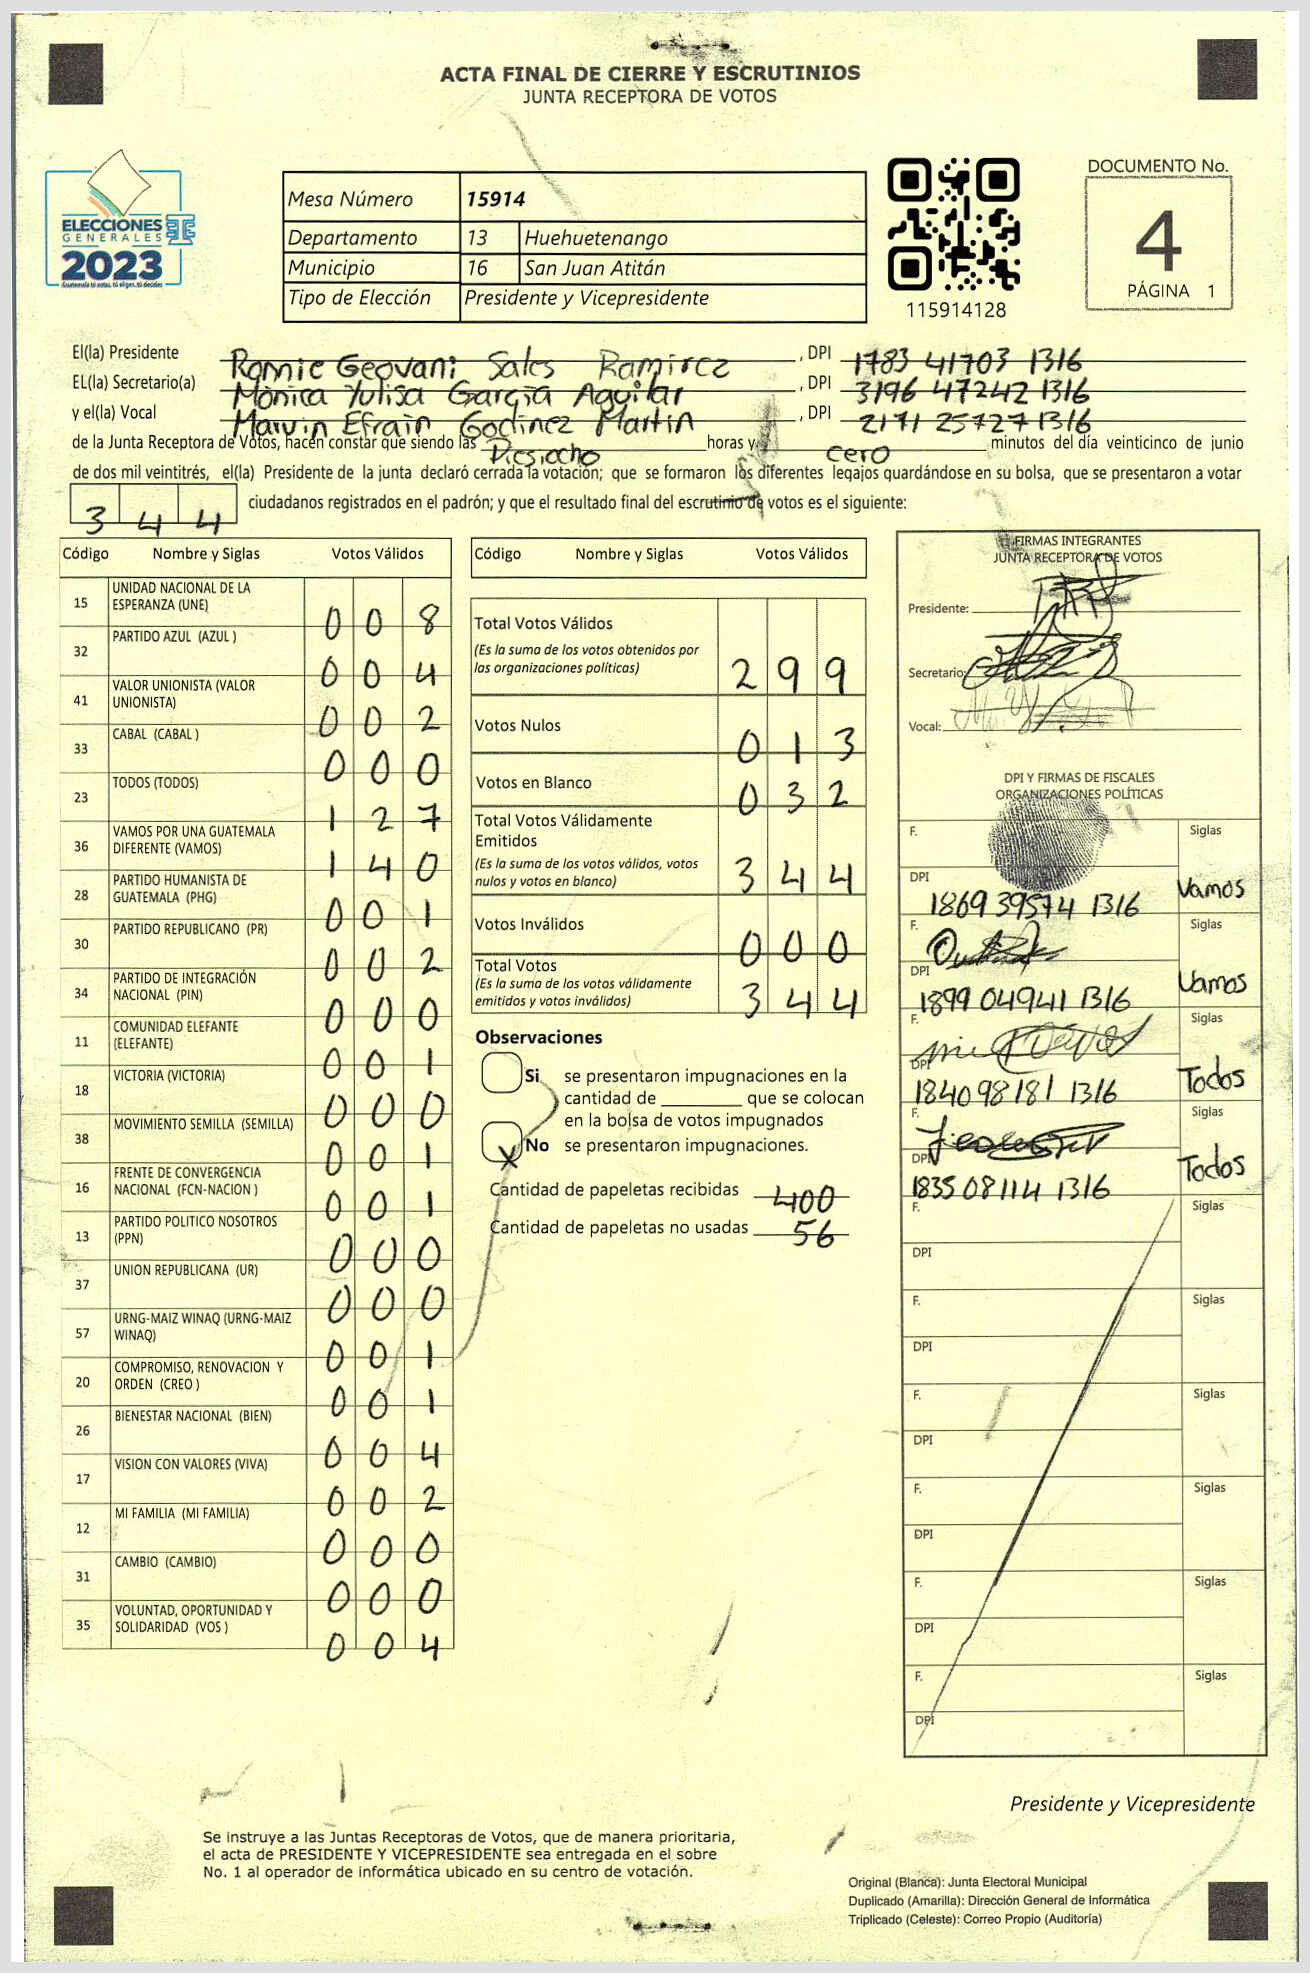 ACTA FINAL DE CIERRE Y ESCRUTINIOS
JUNTA RECEPTORA DE VOTOS
ELECCIONES
GENERALES
2023
Guatemala tú votas, tú eliges, tú decides
Mesa Número 15914
Departamento 13 Huehuetenango
Municipio 16 San Juan Atitán
Tipo de Elección Presidente y Vicepresidente
115914128
DOCUMENTO No.
4
PÁGINA 1
El(la) Presidente Romie Geovani Sales Ramirez, DPI 1783 41703 1316
EL(la) Secretario(a) Mónica Yulisa García Aguilar, DPI 3196 47242 1316
y el(la) Vocal Marvin Efraín Godinez Martin, DPI 2171 25727 1316
de la Junta Receptora de Votos, hacen constar que siendo las Diesiocho horas y cero minutos del día veinticinco de junio
de dos mil veintitrés, el(la) Presidente de la junta declaró cerrada la votación; que se formaron los diferentes legajos guardándose en su bolsa, que se presentaron a votar
3 4 4 ciudadanos registrados en el padrón; y que el resultado final del escrutinio de votos es el siguiente:
Código Nombre y Siglas Votos Válidos
15 UNIDAD NACIONAL DE LA
ESPERANZA (UNE) 0 0 8
32 PARTIDO AZUL (AZUL ) 0 0 4
41 VALOR UNIONISTA (VALOR
UNIONISTA) 0 0 2
33 CABAL (CABAL ) 0 0 0
23 TODOS (TODOS) 1 2 7
36 VAMOS POR UNA GUATEMALA
DIFERENTE (VAMOS) 1 4 0
28 PARTIDO HUMANISTA DE
GUATEMALA (PHG) 0 0 1
30 PARTIDO REPUBLICANO (PR) 0 0 2
34 PARTIDO DE INTEGRACIÓN
NACIONAL (PIN) 0 0 0
11 COMUNIDAD ELEFANTE
(ELEFANTE) 0 0 1
18 VICTORIA (VICTORIA) 0 0 0
38 MOVIMIENTO SEMILLA (SEMILLA) 0 0 1
16 FRENTE DE CONVERGENCIA
NACIONAL (FCN-NACION ) 0 0 1
13 PARTIDO POLITICO NOSOTROS
(PPN) 0 0 0
37 UNION REPUBLICANA (UR) 0 0 0
57 URNG-MAIZ WINAQ (URNG-MAIZ
WINAQ) 0 0 1
20 COMPROMISO, RENOVACION Y
ORDEN (CREO ) 0 0 1
26 BIENESTAR NACIONAL (BIEN) 0 0 4
17 VISION CON VALORES (VIVA) 0 0 2
12 MI FAMILIA (MI FAMILIA) 0 0 0
31 CAMBIO (CAMBIO) 0 0 0
35 VOLUNTAD, OPORTUNIDAD Y
SOLIDARIDAD (VOS ) 0 0 4
Código Nombre y Siglas Votos Válidos
Total Votos Válidos
(Es la suma de los votos obtenidos por
las organizaciones políticas) 2 9 9
Votos Nulos 0 1 3
Votos en Blanco 0 3 2
Total Votos Válidamente
Emitidos
(Es la suma de los votos válidos, votos
nulos y votos en blanco) 3 4 4
Votos Inválidos 0 0 0
Total Votos
(Es la suma de los votos válidamente
emitidos y votos inválidos) 3 4 4
Observaciones
Si se presentaron impugnaciones en la
cantidad de ________ que se colocan
en la bolsa de votos impugnados
X No se presentaron impugnaciones.
Cantidad de papeletas recibidas 400
Cantidad de papeletas no usadas 56
FIRMAS INTEGRANTES
JUNTA RECEPTORA DE VOTOS
Presidente:
Secretario:
Vocal:
DPI Y FIRMAS DE FISCALES
ORGANIZACIONES POLÍTICAS
F. Siglas
DPI 1869 39574 1316 Vamos
F. Siglas
DPI 1899 04941 1316 Vamos
F. Siglas
DPI 1840 98181 1316 Todos
F. Siglas
DPI 1835 08114 1316 Todos
F. Siglas
DPI
F. Siglas
DPI
F. Siglas
DPI
F. Siglas
DPI
F. Siglas
DPI
F. Siglas
DPI
Presidente y Vicepresidente
Se instruye a las Juntas Receptoras de Votos, que de manera prioritaria,
el acta de PRESIDENTE Y VICEPRESIDENTE sea entregada en el sobre
No. 1 al operador de informática ubicado en su centro de votación.
Original (Blanca): Junta Electoral Municipal
Duplicado (Amarilla): Dirección General de Informática
Triplicado (Celeste): Correo Propio (Auditoría)